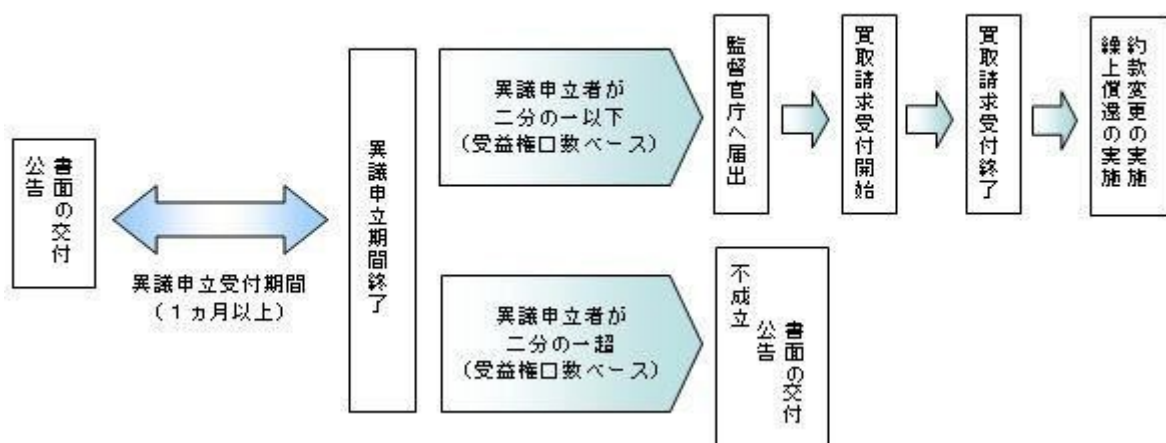 書面の交付
公告
異議申立受付期間
（１ヵ月以上）
異議申立期間終了
異議申立者が
二分の一以下
（受益権口数ベース）
監督官庁へ届出
買取請求受付開始
買取請求受付終了
約款変更の実施
繰上償還の実施
異議申立者が
二分の一超
（受益権口数ベース）
書面の交付
公告
不成立